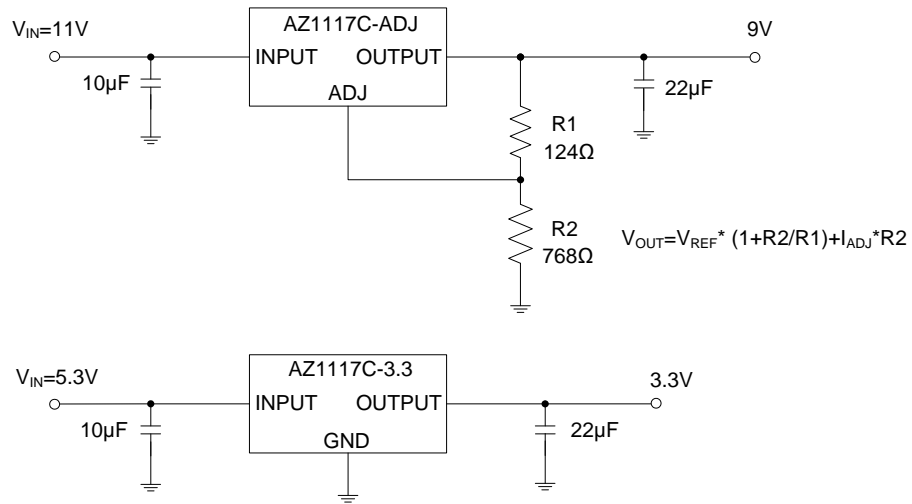 V_IN=11V
AZ1117C-ADJ
9V
INPUT OUTPUT
10µF
ADJ
22µF
R1
124Ω
R2
768Ω
V_OUT=V_REF* (1+R2/R1)+I_ADJ*R2
V_IN=5.3V
AZ1117C-3.3
3.3V
INPUT OUTPUT
10µF
GND
22µF